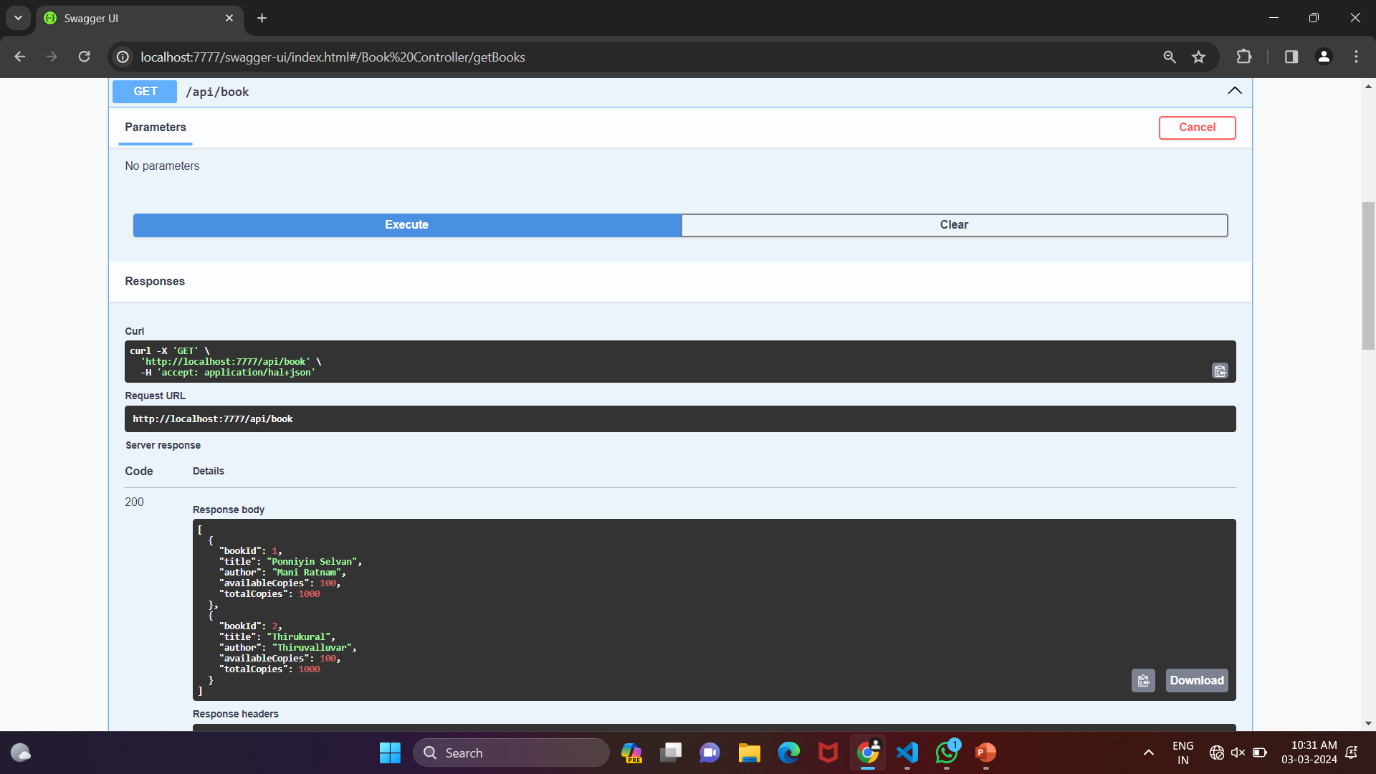 Swagger UI
localhost:7777/swagger-ui/index.html#/Book%20Controller/getBooks
GET /api/book
Parameters
Cancel
No parameters
Execute
Clear
Responses
Curl
curl -X 'GET' \
'http://localhost:7777/api/book' \
-H 'accept: application/hal+json'
Request URL
http://localhost:7777/api/book
Server response
Code Details
200
Response body
[
{
"bookId": 1,
"title": "Ponniyin Selvan",
"author": "Mani Ratnam",
"availableCopies": 100,
"totalCopies": 1000
},
{
"bookId": 2,
"title": "Thirukural",
"author": "Thiruvalluvar",
"availableCopies": 100,
"totalCopies": 1000
}
]
Download
Response headers
Search
PRE
1
P
ENG
IN
10:31 AM
03-03-2024